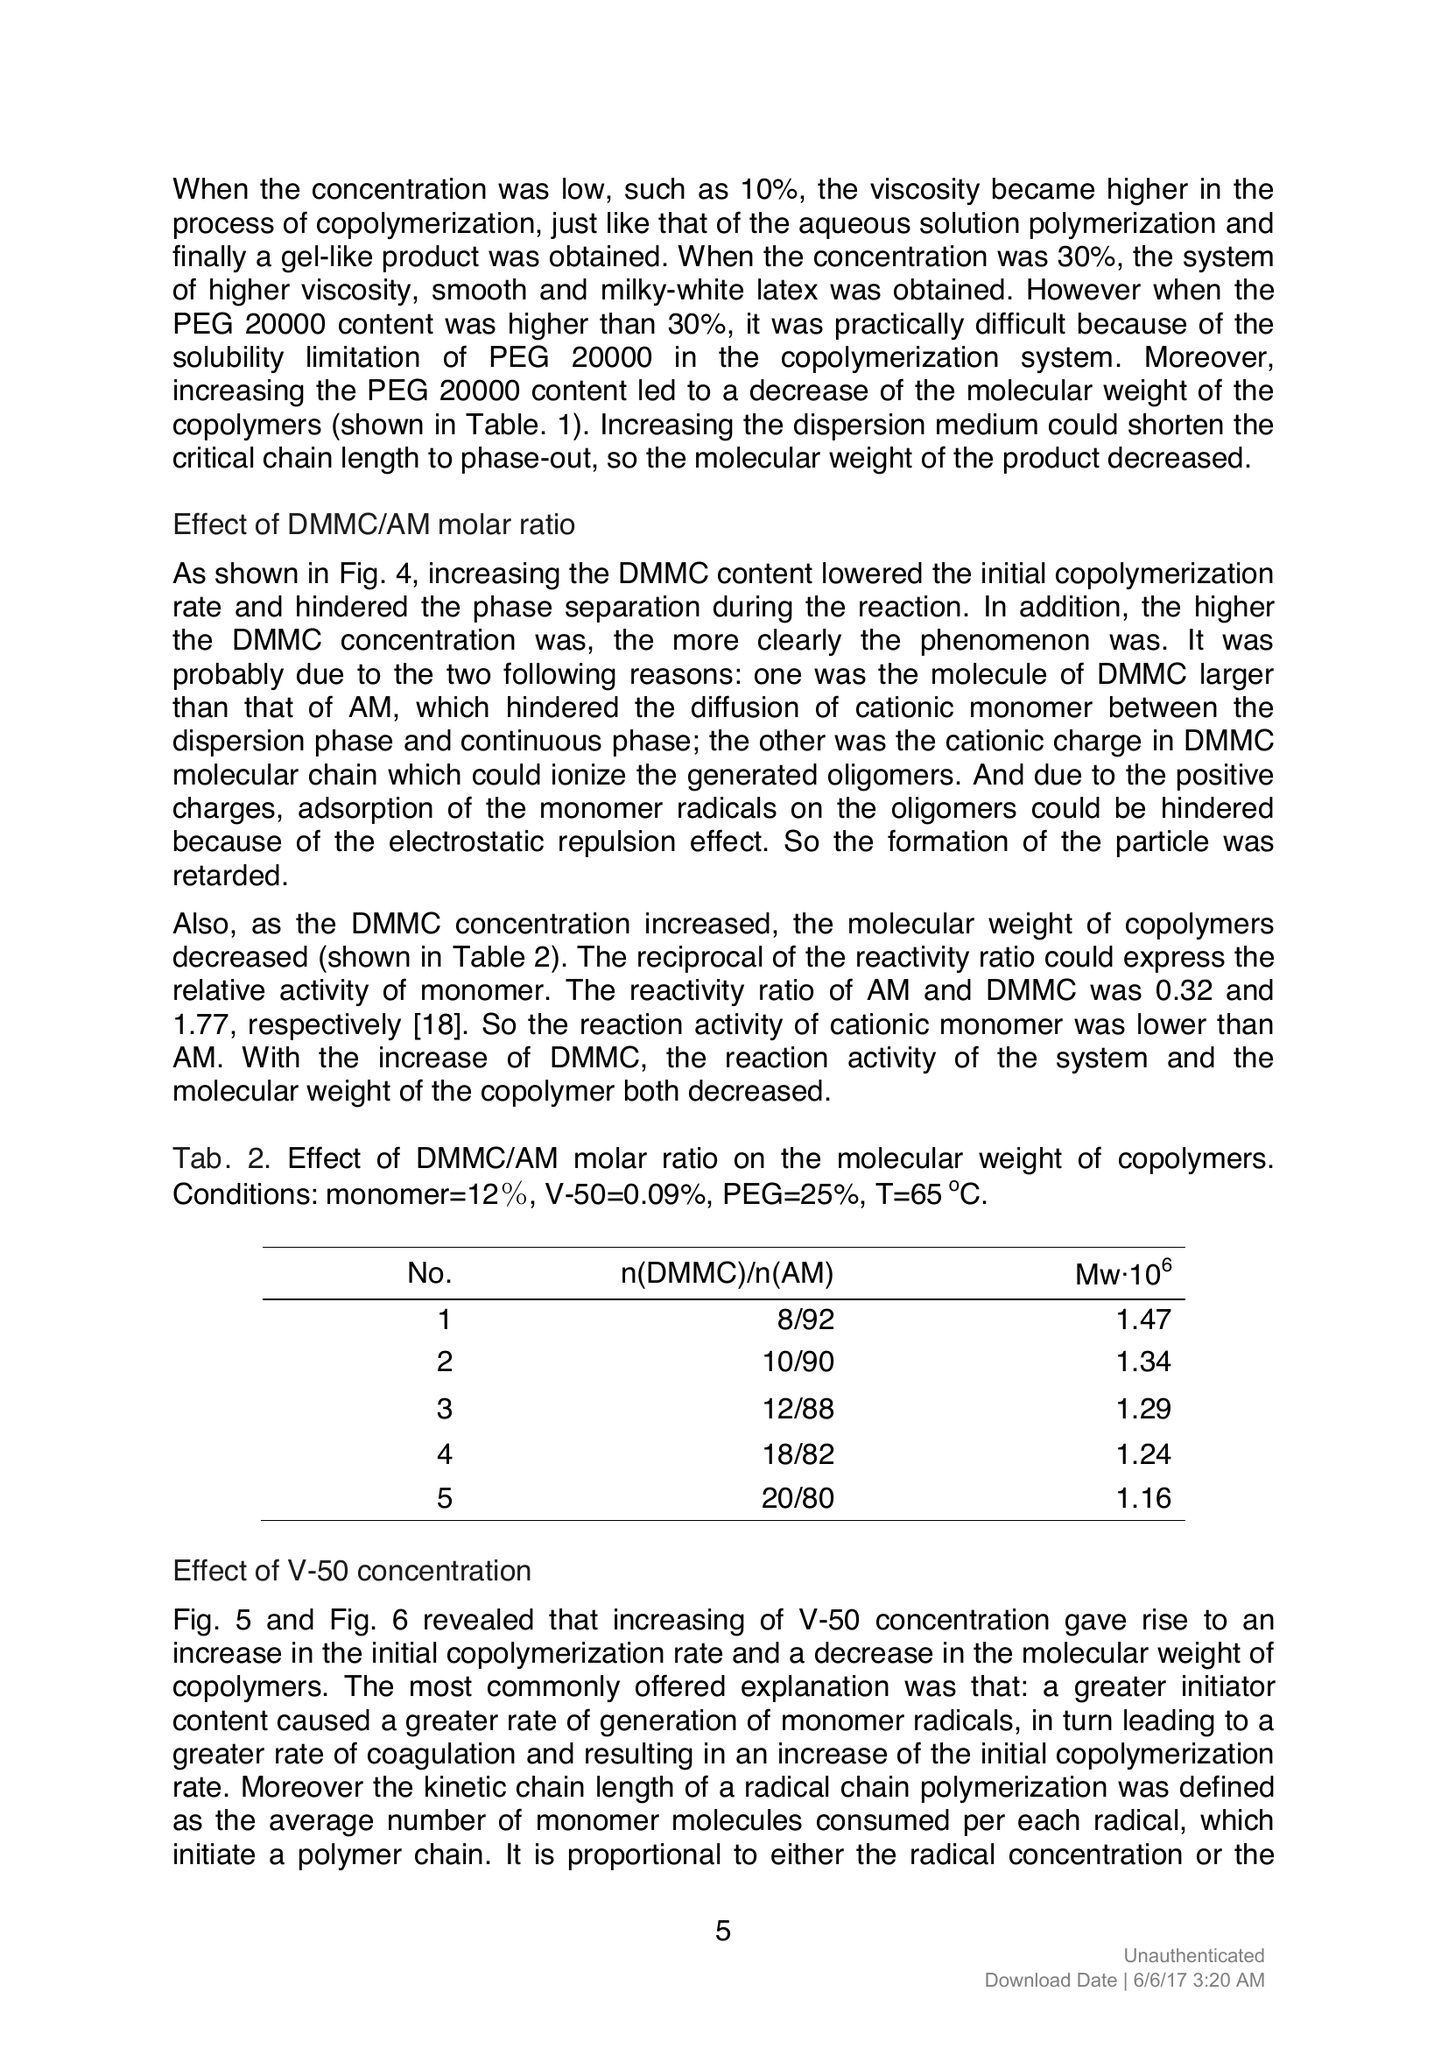 When the concentration was low, such as 10%, the viscosity became higher in the
process of copolymerization, just like that of the aqueous solution polymerization and
finally a gel-like product was obtained. When the concentration was 30%, the system
of higher viscosity, smooth and milky-white latex was obtained. However when the
PEG 20000 content was higher than 30%, it was practically difficult because of the
solubility limitation of PEG 20000 in the copolymerization system. Moreover,
increasing the PEG 20000 content led to a decrease of the molecular weight of the
copolymers (shown in Table. 1). Increasing the dispersion medium could shorten the
critical chain length to phase-out, so the molecular weight of the product decreased.
Effect of DMMC/AM molar ratio
As shown in Fig. 4, increasing the DMMC content lowered the initial copolymerization
rate and hindered the phase separation during the reaction. In addition, the higher
the DMMC concentration was, the more clearly the phenomenon was. It was
probably due to the two following reasons: one was the molecule of DMMC larger
than that of AM, which hindered the diffusion of cationic monomer between the
dispersion phase and continuous phase; the other was the cationic charge in DMMC
molecular chain which could ionize the generated oligomers. And due to the positive
charges, adsorption of the monomer radicals on the oligomers could be hindered
because of the electrostatic repulsion effect. So the formation of the particle was
retarded.
Also, as the DMMC concentration increased, the molecular weight of copolymers
decreased (shown in Table 2). The reciprocal of the reactivity ratio could express the
relative activity of monomer. The reactivity ratio of AM and DMMC was 0.32 and
1.77, respectively [18]. So the reaction activity of cationic monomer was lower than
AM. With the increase of DMMC, the reaction activity of the system and the
molecular weight of the copolymer both decreased.
Tab. 2. Effect of DMMC/AM molar ratio on the molecular weight of copolymers.
Conditions: monomer=12%, V-50=0.09%, PEG=25%, T=65 ºC.
No. n(DMMC)/n(AM) Mw·10⁶
1 8/92 1.47
2 10/90 1.34
3 12/88 1.29
4 18/82 1.24
5 20/80 1.16
Effect of V-50 concentration
Fig. 5 and Fig. 6 revealed that increasing of V-50 concentration gave rise to an
increase in the initial copolymerization rate and a decrease in the molecular weight of
copolymers. The most commonly offered explanation was that: a greater initiator
content caused a greater rate of generation of monomer radicals, in turn leading to a
greater rate of coagulation and resulting in an increase of the initial copolymerization
rate. Moreover the kinetic chain length of a radical chain polymerization was defined
as the average number of monomer molecules consumed per each radical, which
initiate a polymer chain. It is proportional to either the radical concentration or the
5
Unauthenticated
Download Date | 6/6/17 3:20 AM